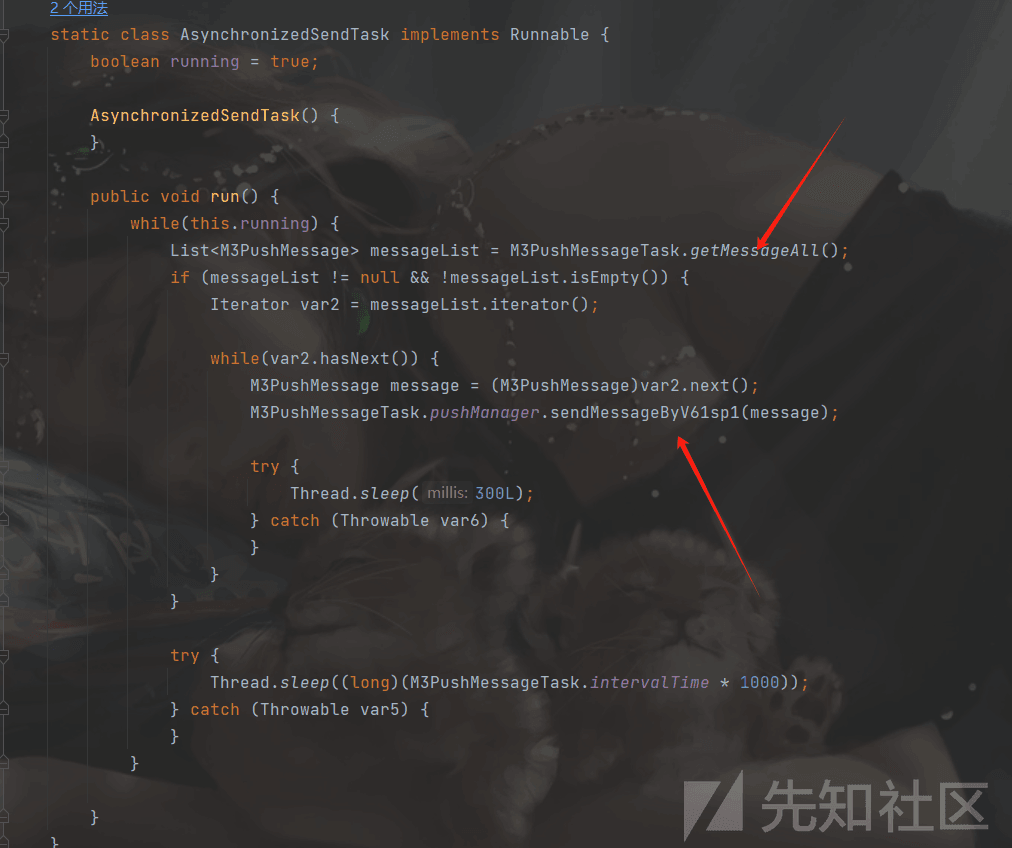 2 个用法
static class AsynchronizedSendTask implements Runnable {
boolean running = true;
AsynchronizedSendTask() {
}
public void run() {
while(this.running) {
List<M3PushMessage> messageList = M3PushMessageTask.getMessageAll();
if (messageList != null && !messageList.isEmpty()) {
Iterator var2 = messageList.iterator();
while(var2.hasNext()) {
M3PushMessage message = (M3PushMessage)var2.next();
M3PushMessageTask.pushManager.sendMessageByV61sp1(message);
try {
Thread.sleep( millis: 300L);
} catch (Throwable var6) {
}
}
}
try {
Thread.sleep((long)(M3PushMessageTask.intervalTime * 1000));
} catch (Throwable var5) {
}
}
}
}
先知社区